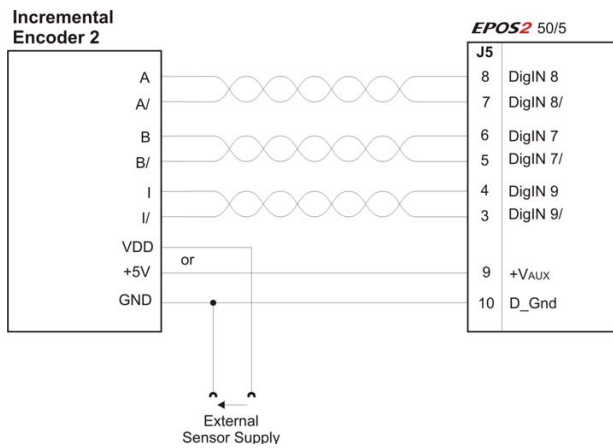 Incremental
Encoder 2
EPOS2 50/5
J5
A
8 DigIN 8
A/
7 DigIN 8/
B
6 DigIN 7
B/
5 DigIN 7/
I
4 DigIN 9
I/
3 DigIN 9/
VDD
or
+5V
9 +VAUX
GND
10 D_Gnd
External
Sensor Supply